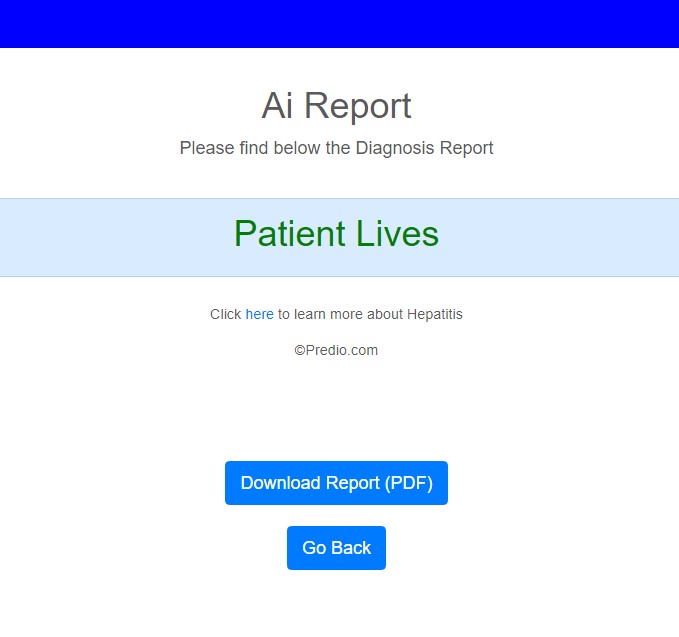 Ai Report
Please find below the Diagnosis Report
Patient Lives
Click here to learn more about Hepatitis
©Predio.com
Download Report (PDF)
Go Back